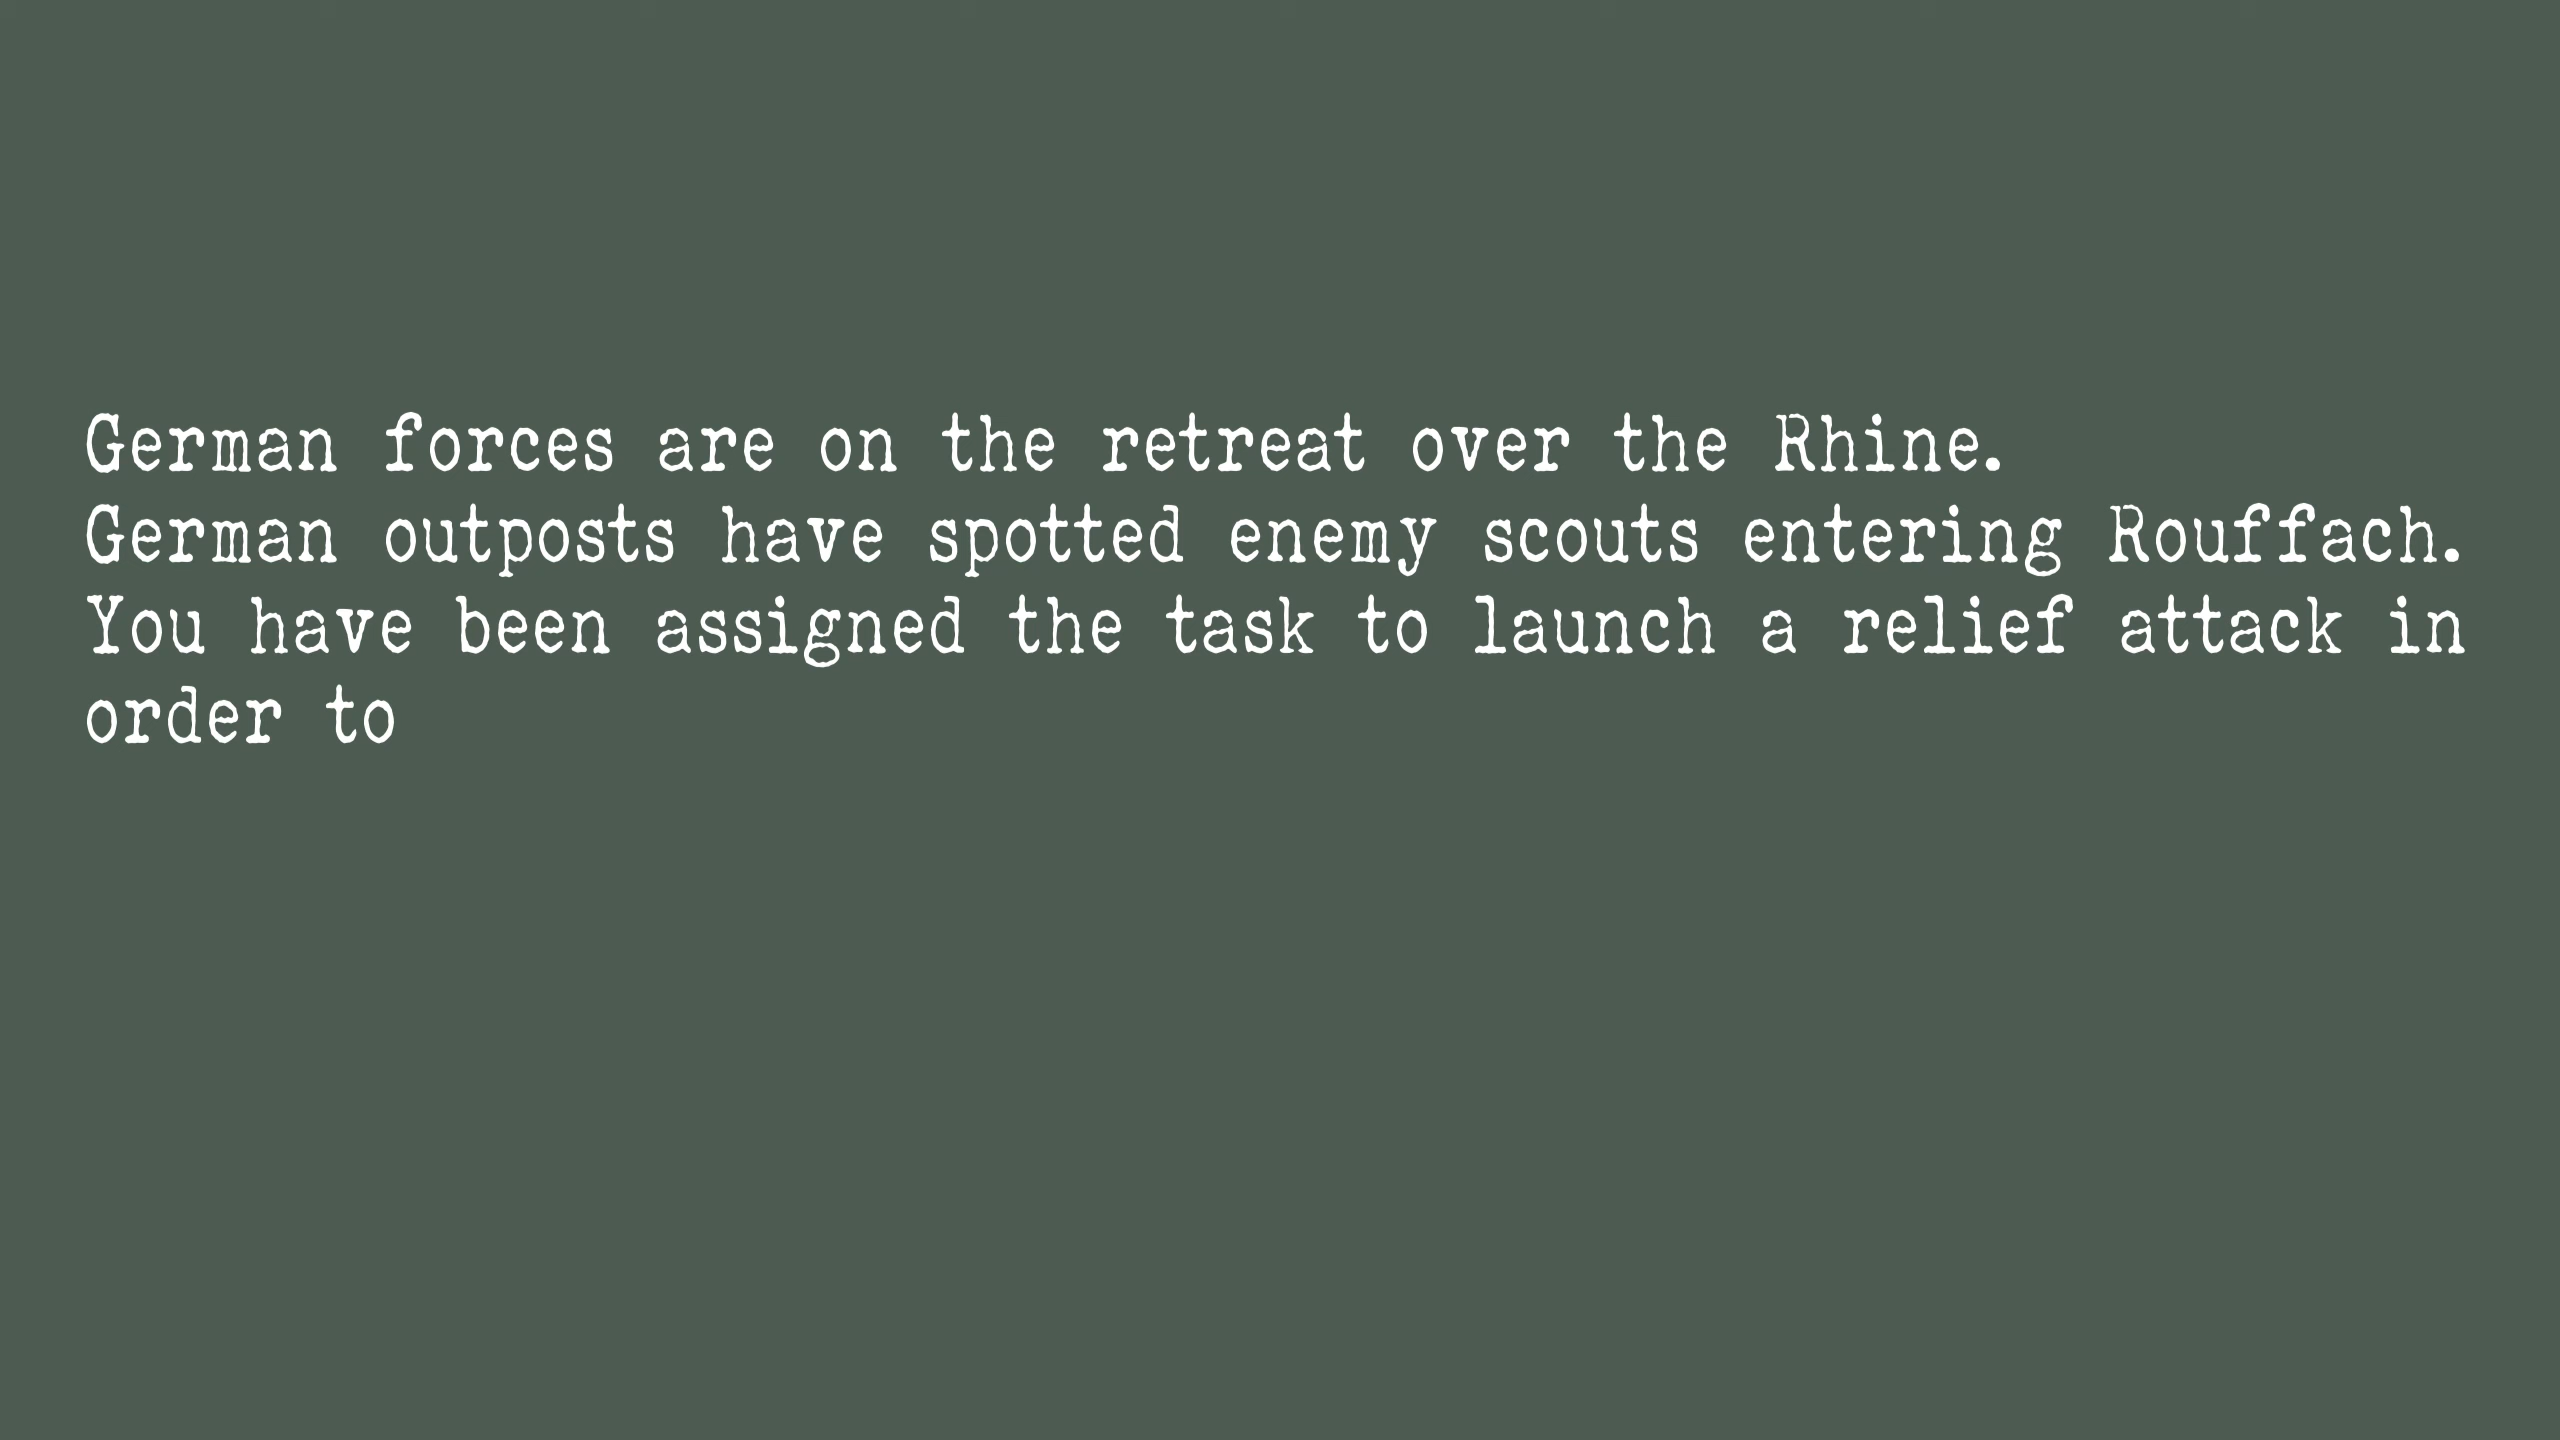 German forces are on the retreat over the Rhine.
German outposts have spotted enemy scouts entering Rouffach.
You have been assigned the task to launch a relief attack in
order to